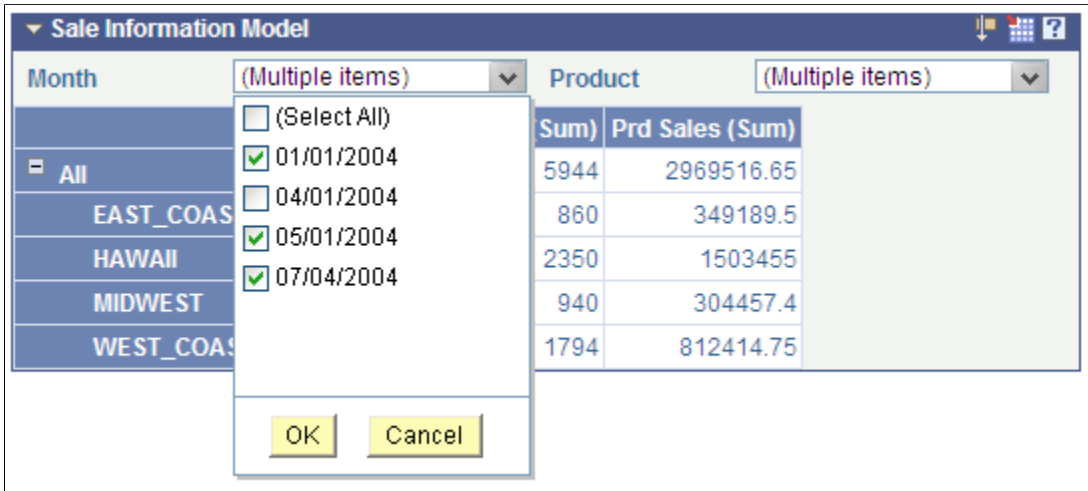 Sale Information Model
Month (Multiple items) Product (Multiple items)
(Select All)
(Sum) Prd Sales (Sum)
01/01/2004
All 5944 2969516.65
04/01/2004
EAST_COAS 860 349189.5
05/01/2004
HAWAII 2350 1503455
07/04/2004
MIDWEST 940 304457.4
WEST_COAS 1794 812414.75
OK Cancel